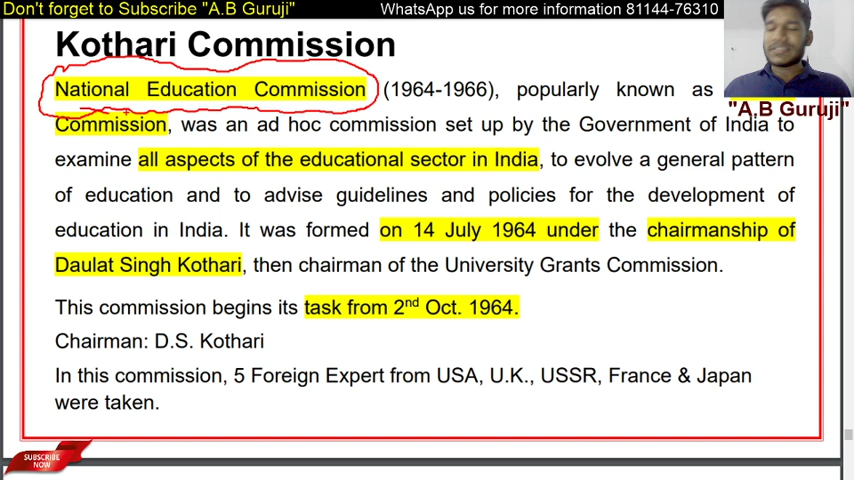 Don't forget to Subscribe "A.B Guruji"
WhatsApp us for more information 81144-76310
Kothari Commission
National Education Commission (1964-1966), popularly known as
"A,B Guruji"
Commission, was an ad hoc commission set up by the Government of India to
examine all aspects of the educational sector in India, to evolve a general pattern
of education and to advise guidelines and policies for the development of
education in India. It was formed on 14 July 1964 under the chairmanship of
Daulat Singh Kothari, then chairman of the University Grants Commission.
This commission begins its task from 2nd Oct. 1964.
Chairman: D.S. Kothari
In this commission, 5 Foreign Expert from USA, U.K., USSR, France & Japan
were taken.
SUBSCRIBE
NOW